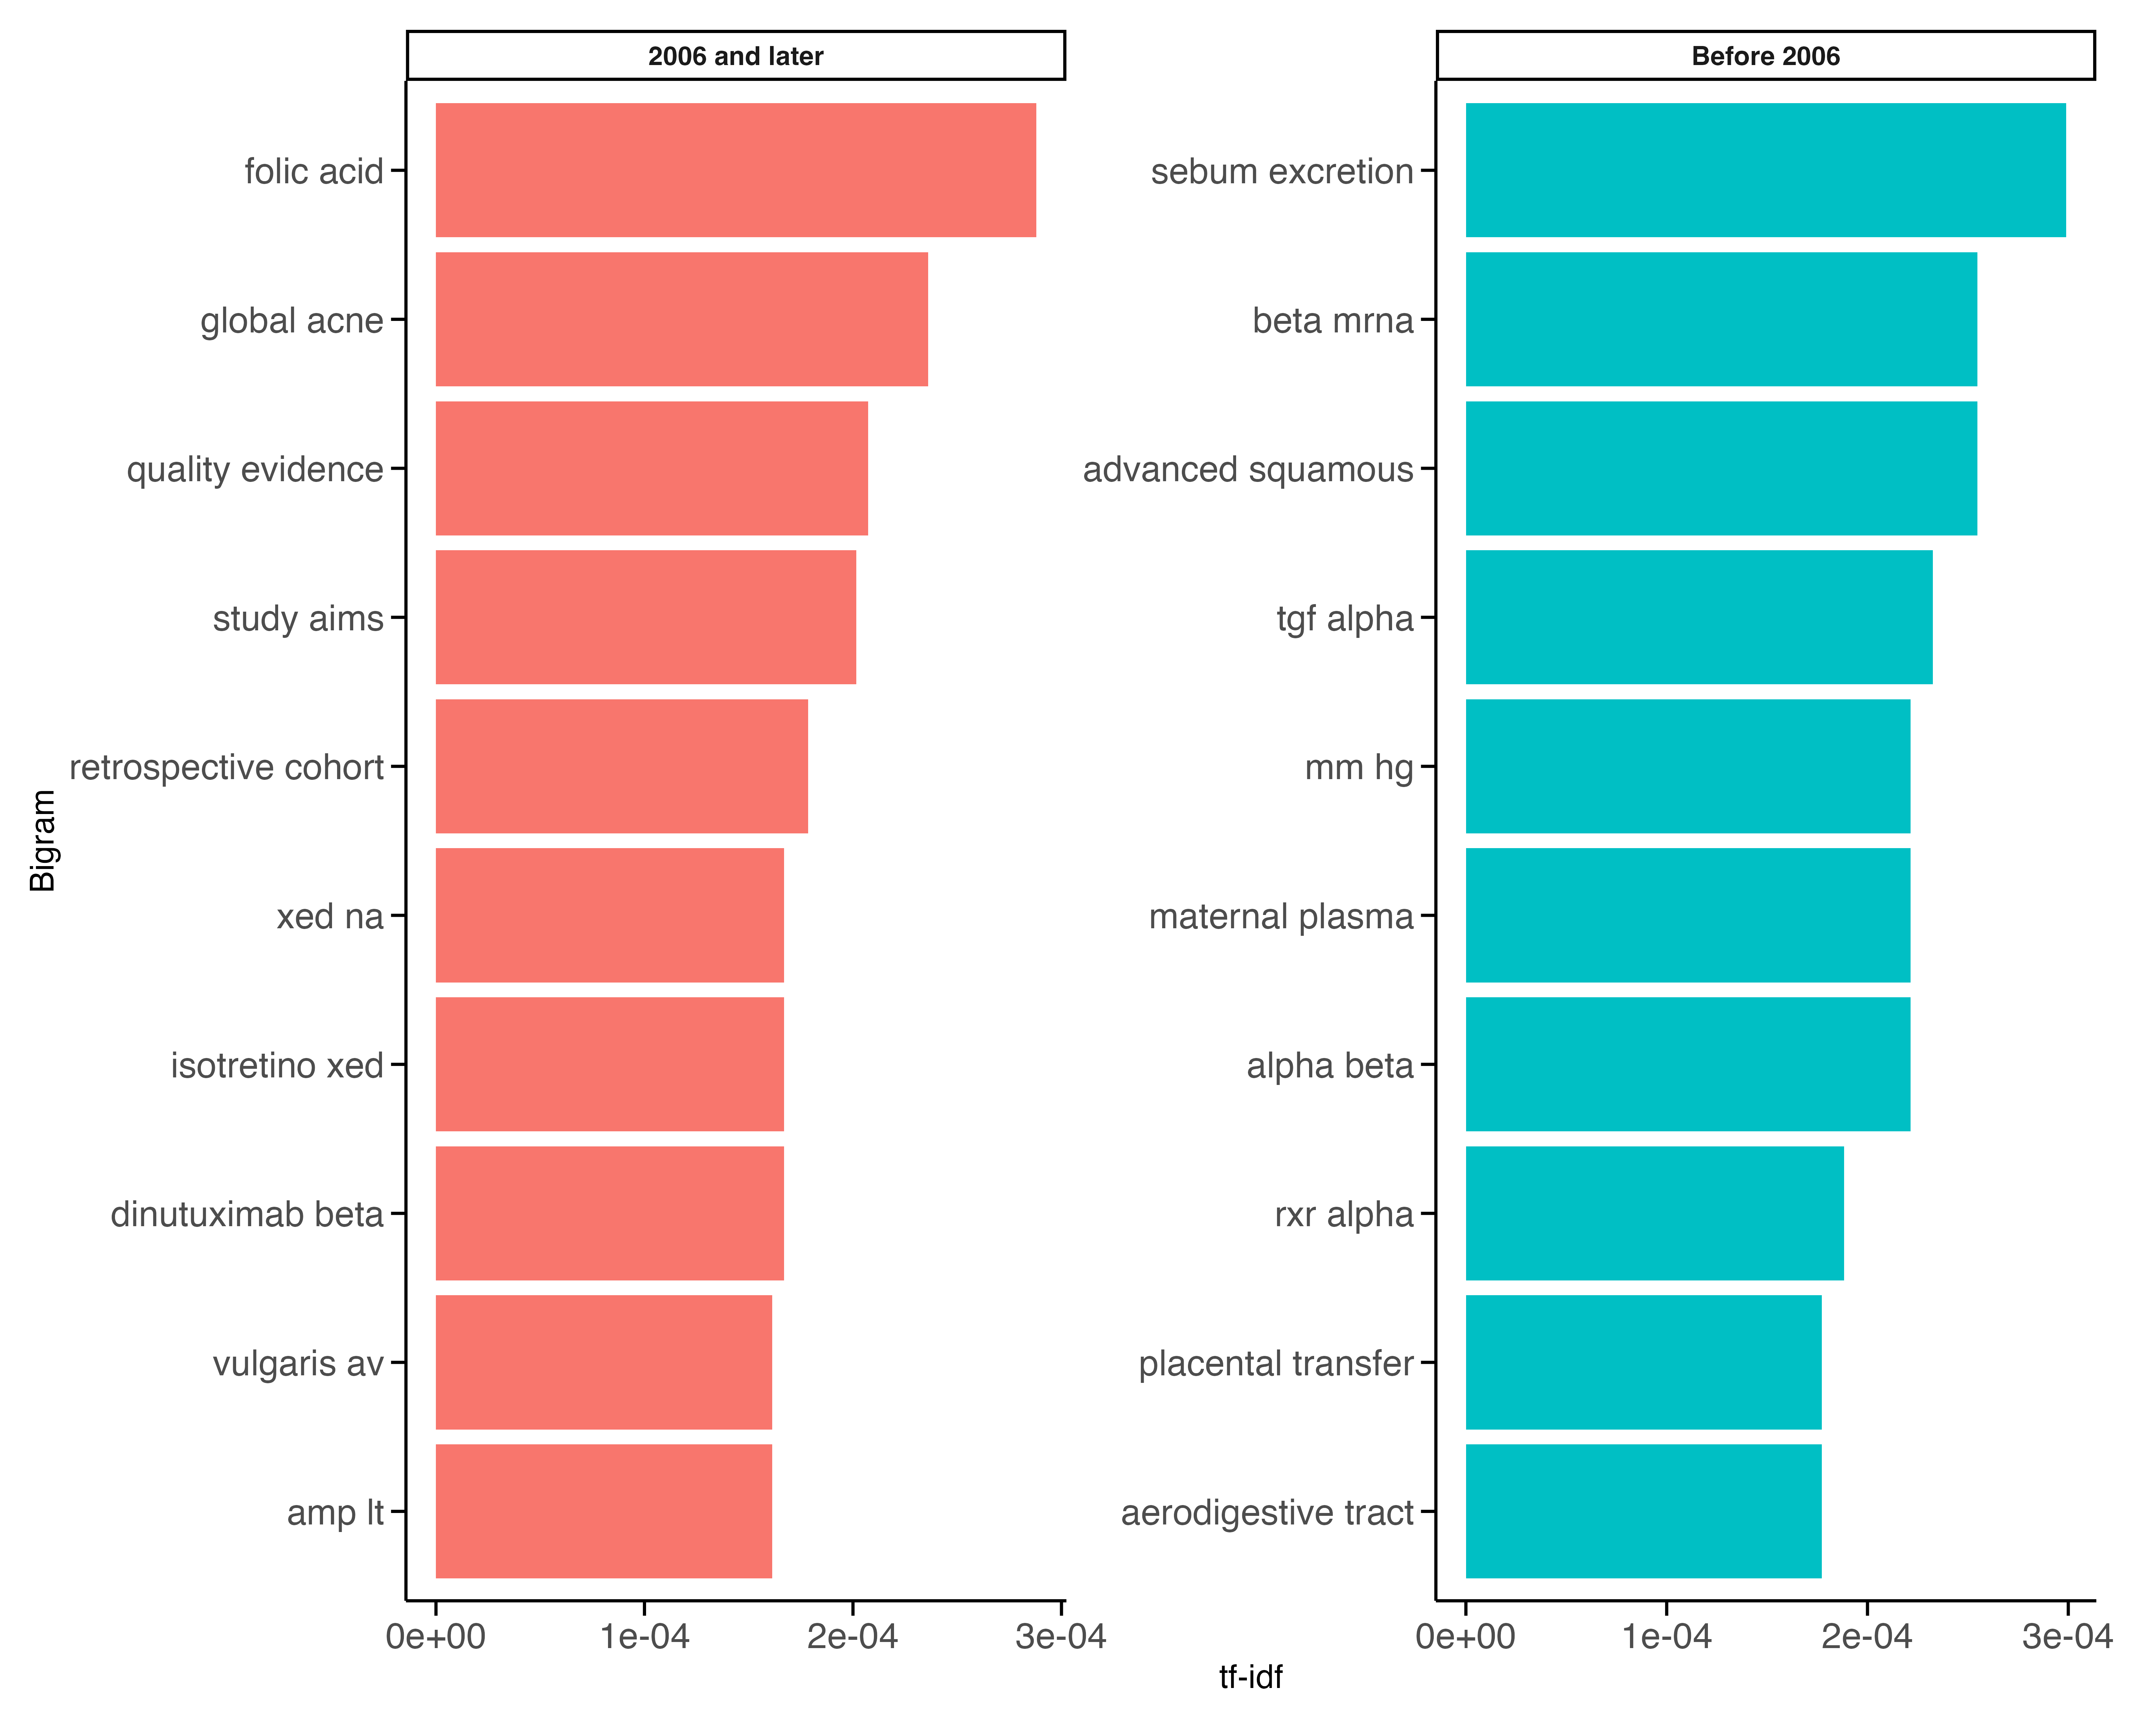 2006 and later
folic acid
global acne
quality evidence
study aims
retrospective cohort
xed na
isotretino xed
dinutuximab beta
vulgaris av
amp lt
0e+00 1e-04 2e-04 3e-04
Before 2006
sebum excretion
beta mrna
advanced squamous
tgf alpha
mm hg
maternal plasma
alpha beta
rxr alpha
placental transfer
aerodigestive tract
0e+00 1e-04 2e-04 3e-04
Bigram
tf-idf